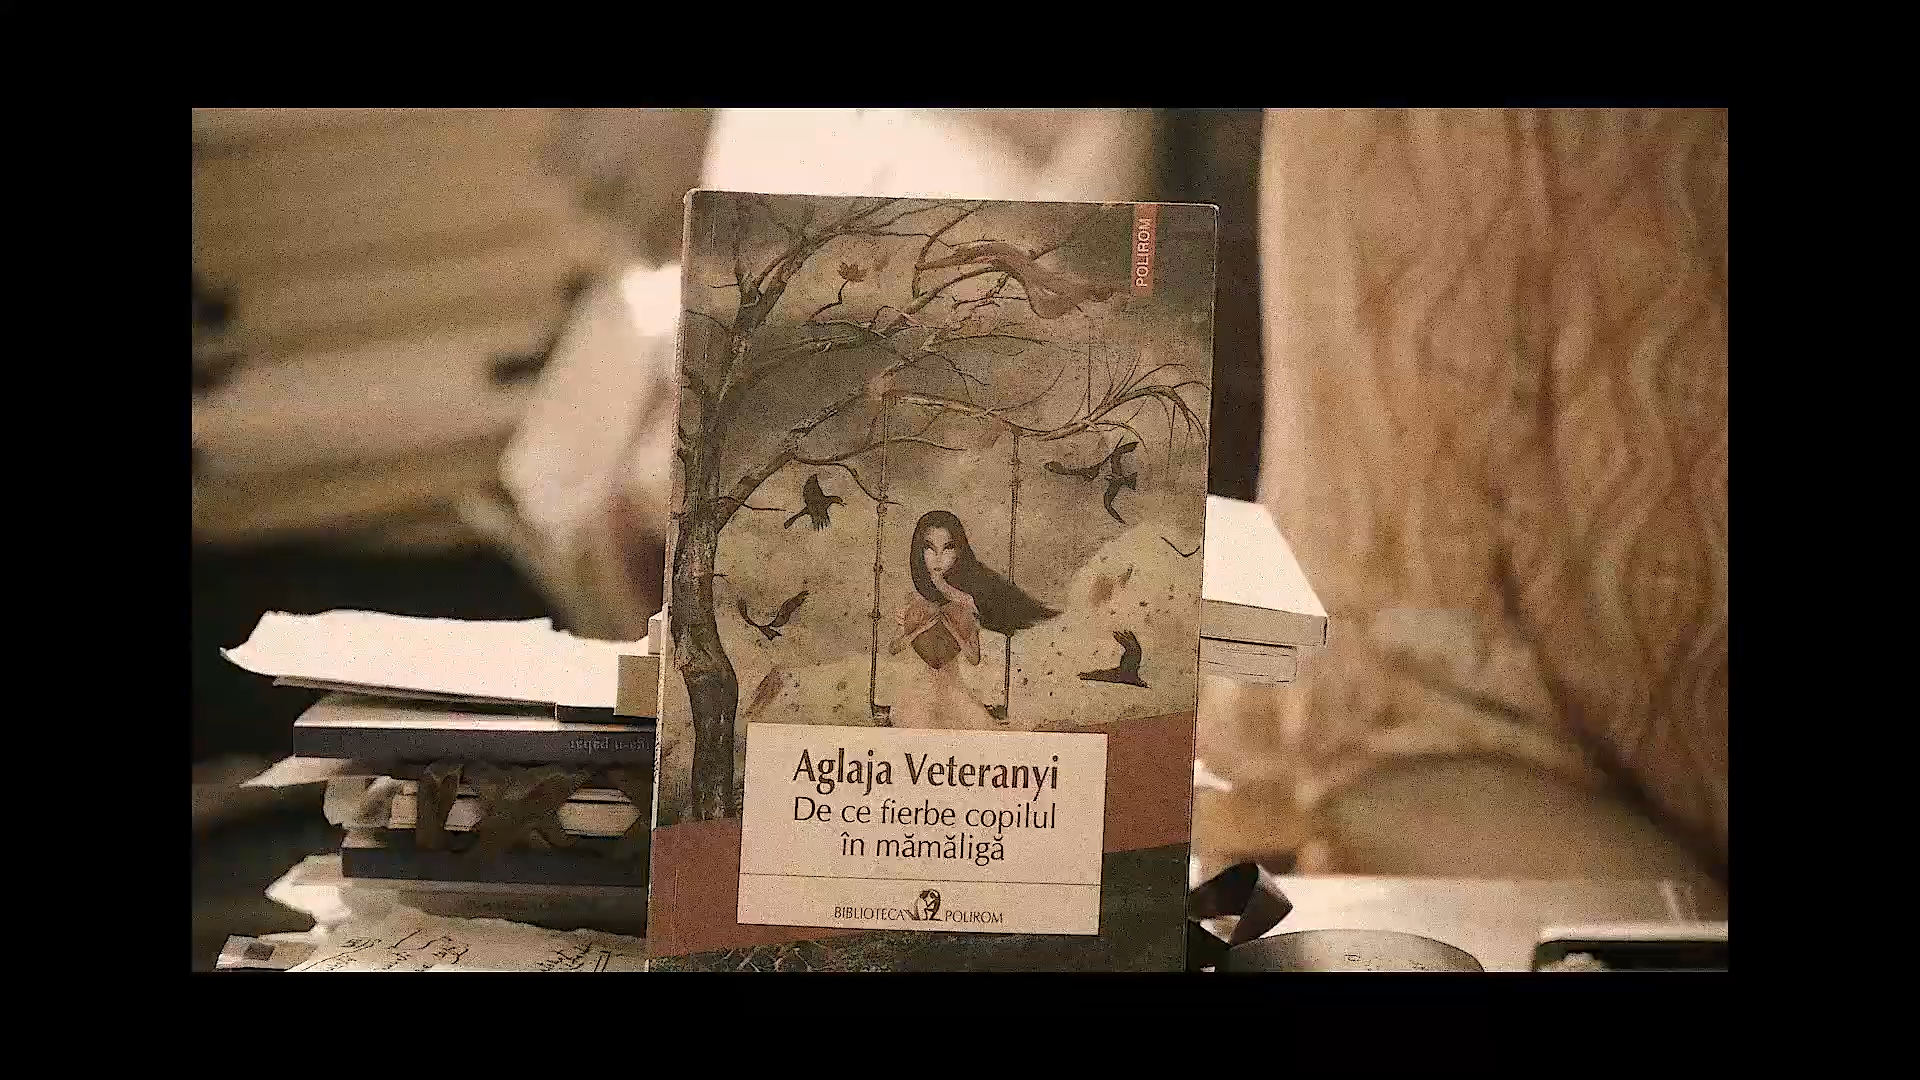 POLIROM
Aglaja Veteranyi
De ce fierbe copilul
în mămăligă
BIBLIOTECA POLIROM